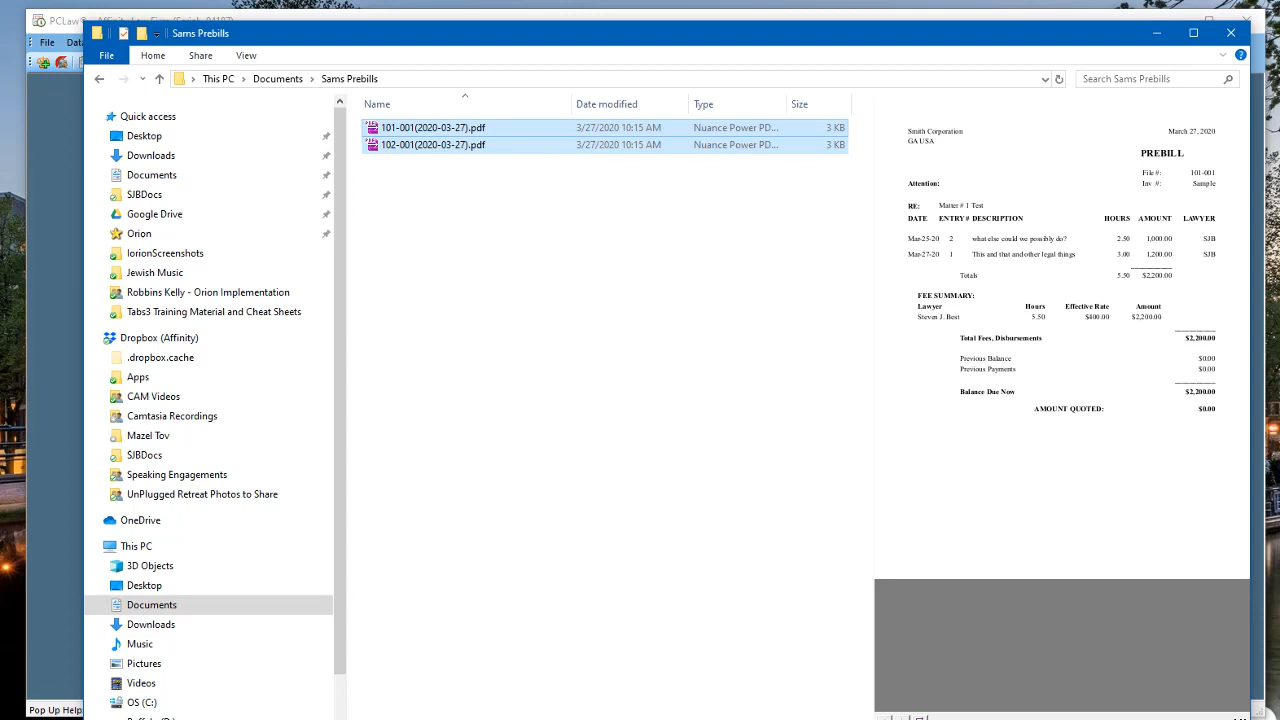 PCLaw
Sams Prebills
File Data
File Home Share View
This PC Documents Sams Prebills Search Sams Prebills
Name Date modified Type Size
101-001(2020-03-27).pdf 3/27/2020 10:15 AM Nuance Power PD... 3 KB
102-001(2020-03-27).pdf 3/27/2020 10:15 AM Nuance Power PD... 3 KB
Quick access
Desktop
Downloads
Documents
SJBDocs
Google Drive
Orion
IorionScreenshots
Jewish Music
Robbins Kelly - Orion Implementation
Tabs3 Training Material and Cheat Sheets
Dropbox (Affinity)
.dropbox.cache
Apps
CAM Videos
Camtasia Recordings
Mazel Tov
SJBDocs
Speaking Engagements
UnPlugged Retreat Photos to Share
OneDrive
This PC
3D Objects
Desktop
Documents
Downloads
Music
Pictures
Videos
OS (C:)
Smith Corporation March 27, 2020
GA USA
PREBILL
File #: 101-001
Attention: Inv #: Sample
RE: Matter # 1 Test
DATE ENTRY # DESCRIPTION HOURS AMOUNT LAWYER
Mar-25-20 2 what else could we possibly do? 2.50 1,000.00 SJB
Mar-27-20 1 This and that and other legal things 3.00 1,200.00 SJB
Totals 5.50 $2,200.00
FEE SUMMARY:
Lawyer Hours Effective Rate Amount
Steven J. Best 5.50 $400.00 $2,200.00
Total Fees, Disbursements $2,200.00
Previous Balance $0.00
Previous Payments $0.00
Balance Due Now $2,200.00
AMOUNT QUOTED: $0.00
Pop Up Help